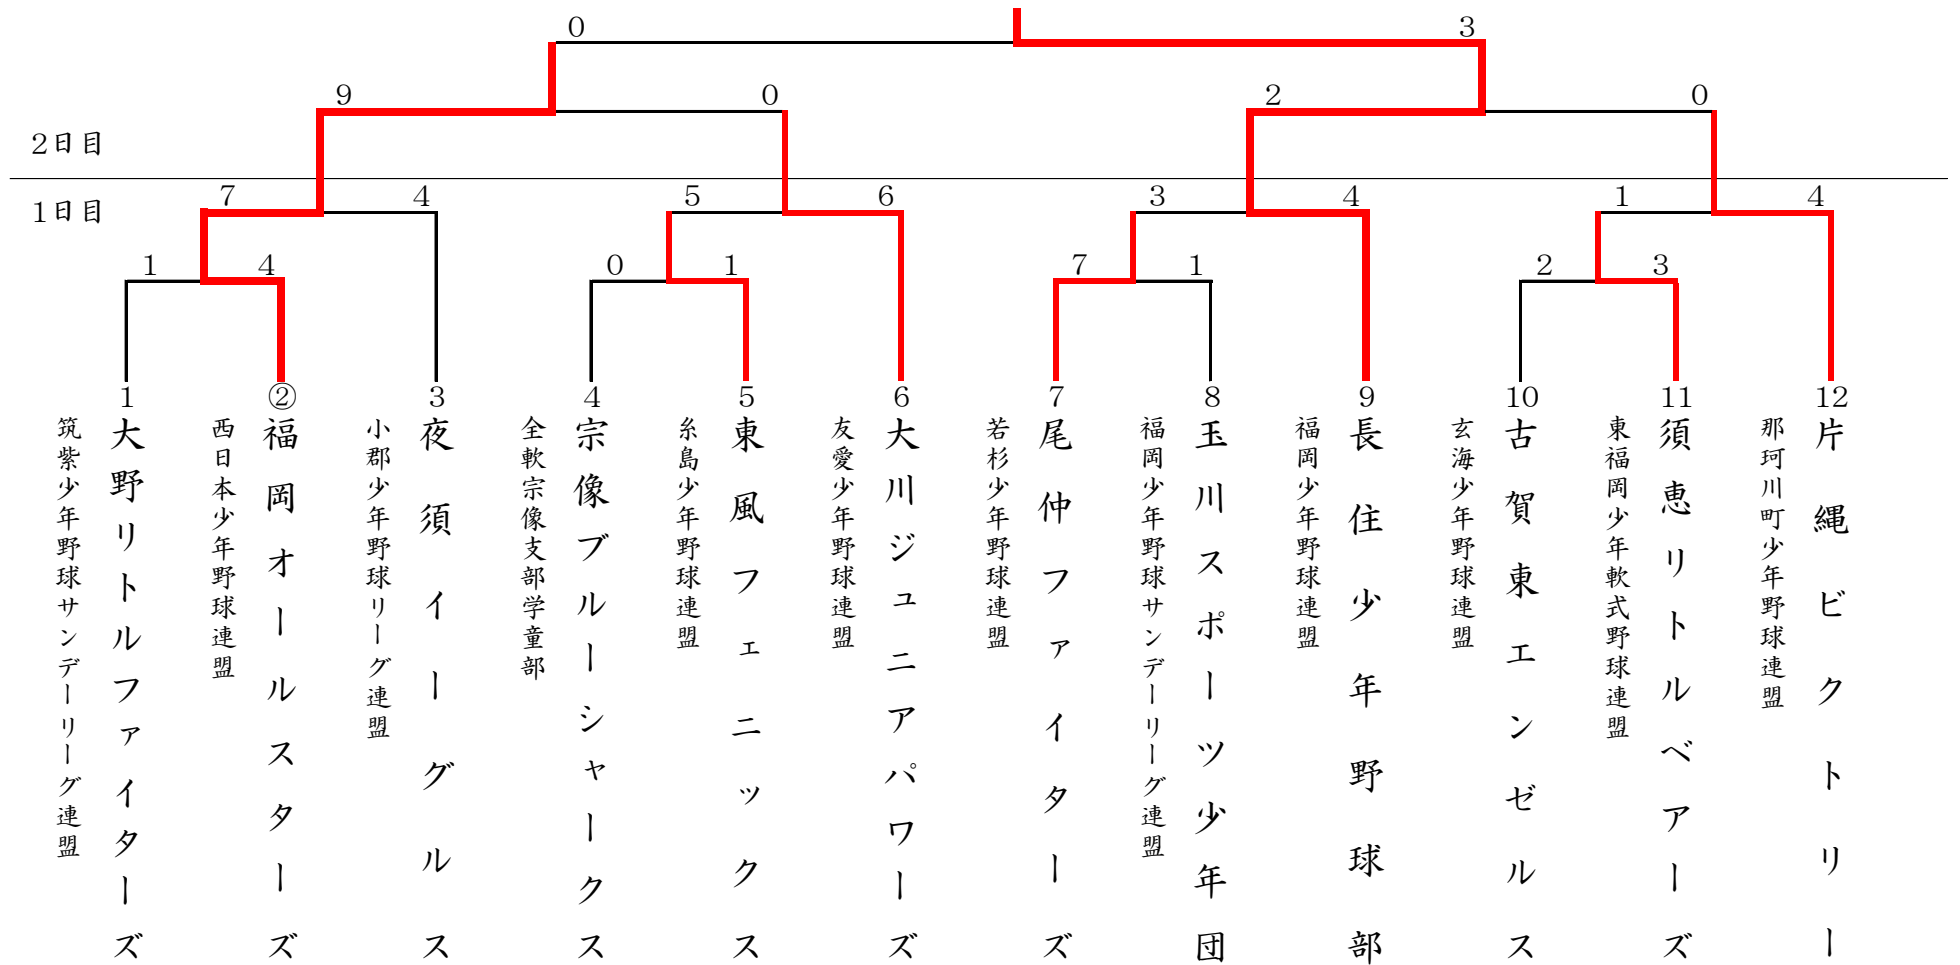 0 3
9 0 2 0
2日目
7 4 5 6 3 4 1 4
1日目
1 4 0 1 7 1 2 3
1 ② 3 4 5 6 7 8 9 10 11 12
大野リトルファイターズ
筑紫少年野球サンデーリーグ連盟
福岡オールスターズ
西日本少年野球連盟
夜須イーグルス
小郡少年野球リーグ連盟
宗像ブルーシャークス
全軟宗像支部学童部
東風フェニックス
糸島少年野球連盟
大川ジュニアパワーズ
友愛少年野球連盟
尾仲ファイターズ
若杉少年野球連盟
玉川スポーツ少年団
福岡少年野球サンデーリーグ連盟
長住少年野球部
福岡少年野球連盟
古賀東エンゼルス
玄海少年野球連盟
須恵リトルベアーズ
東福岡少年軟式野球連盟
片縄ビクトリー
那珂川町少年野球連盟